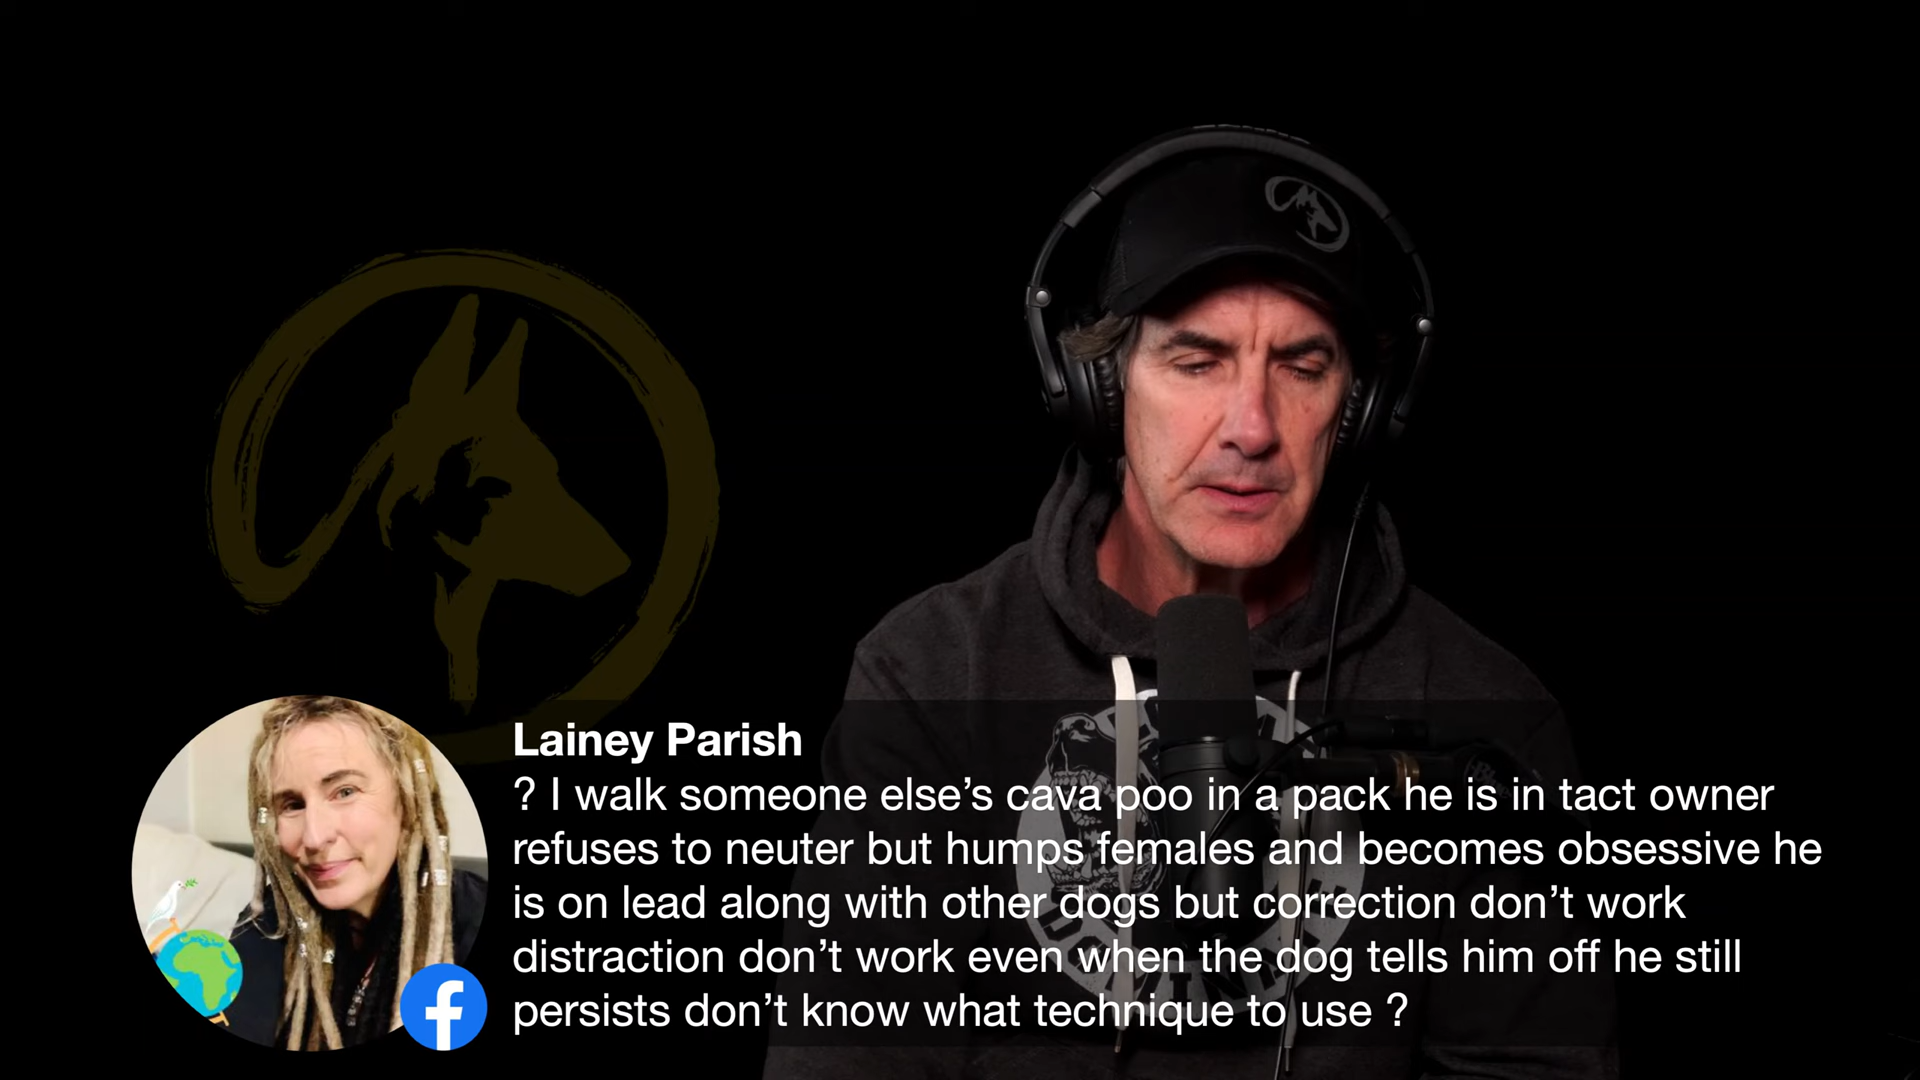 Lainey Parish
? I walk someone else’s cava poo in a pack he is in tact owner
refuses to neuter but humps females and becomes obsessive he
is on lead along with other dogs but correction don’t work
distraction don’t work even when the dog tells him off he still
persists don’t know what technique to use ?